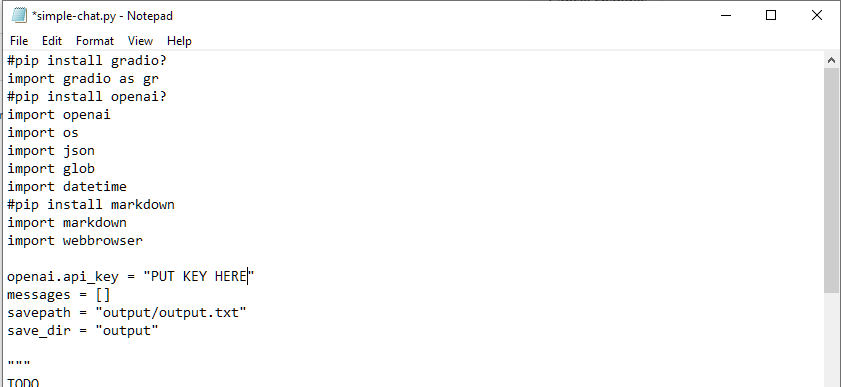 *simple-chat.py - Notepad
File Edit Format View Help
#pip install gradio?
import gradio as gr
#pip install openai?
import openai
import os
import json
import glob
import datetime
#pip install markdown
import markdown
import webbrowser
openai.api_key = "PUT KEY HERE"
messages = []
savepath = "output/output.txt"
save_dir = "output"
"""
TODO